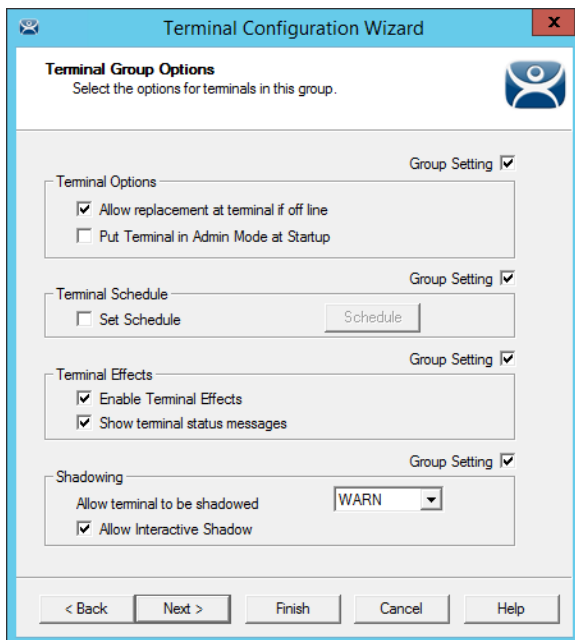 Terminal Configuration Wizard
x
Terminal Group Options
Select the options for terminals in this group.
Group Setting
Terminal Options
Allow replacement at terminal if off line
Put Terminal in Admin Mode at Startup
Group Setting
Terminal Schedule
Set Schedule
Schedule
Group Setting
Terminal Effects
Enable Terminal Effects
Show terminal status messages
Group Setting
Shadowing
Allow terminal to be shadowed
WARN
Allow Interactive Shadow
< Back
Next >
Finish
Cancel
Help